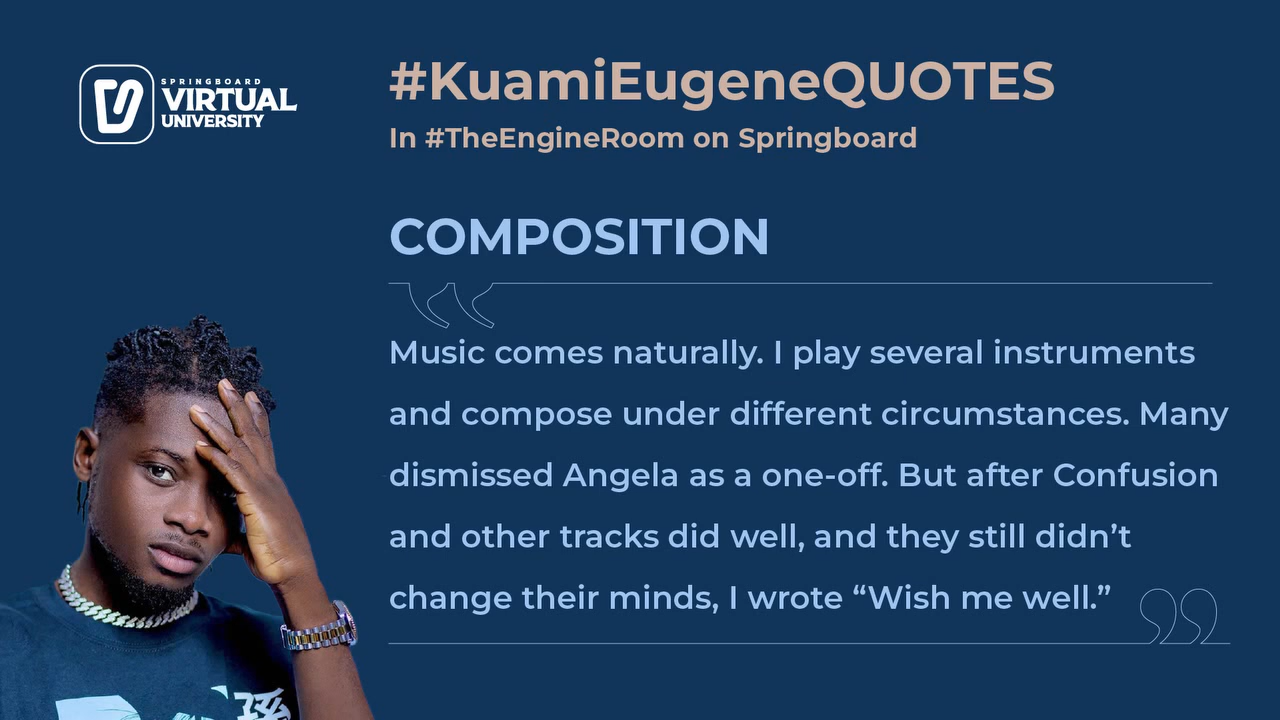 SPRINGBOARD
VIRTUAL
UNIVERSITY
#KuamiEugeneQUOTES
In #TheEngineRoom on Springboard
COMPOSITION
Music comes naturally. I play several instruments
and compose under different circumstances. Many
dismissed Angela as a one-off. But after Confusion
and other tracks did well, and they still didn’t
change their minds, I wrote “Wish me well.”